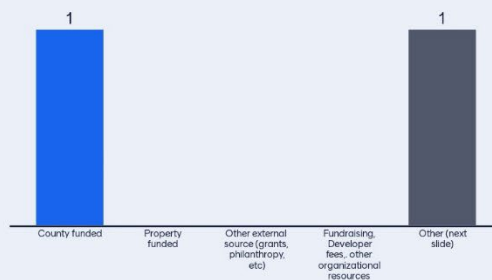 1
1
County funded
Property
funded
Other external
source (grants,
philanthropy,
etc)
Fundraising,
Developer
fees,. other
organizational
resources
Other (next
slide)